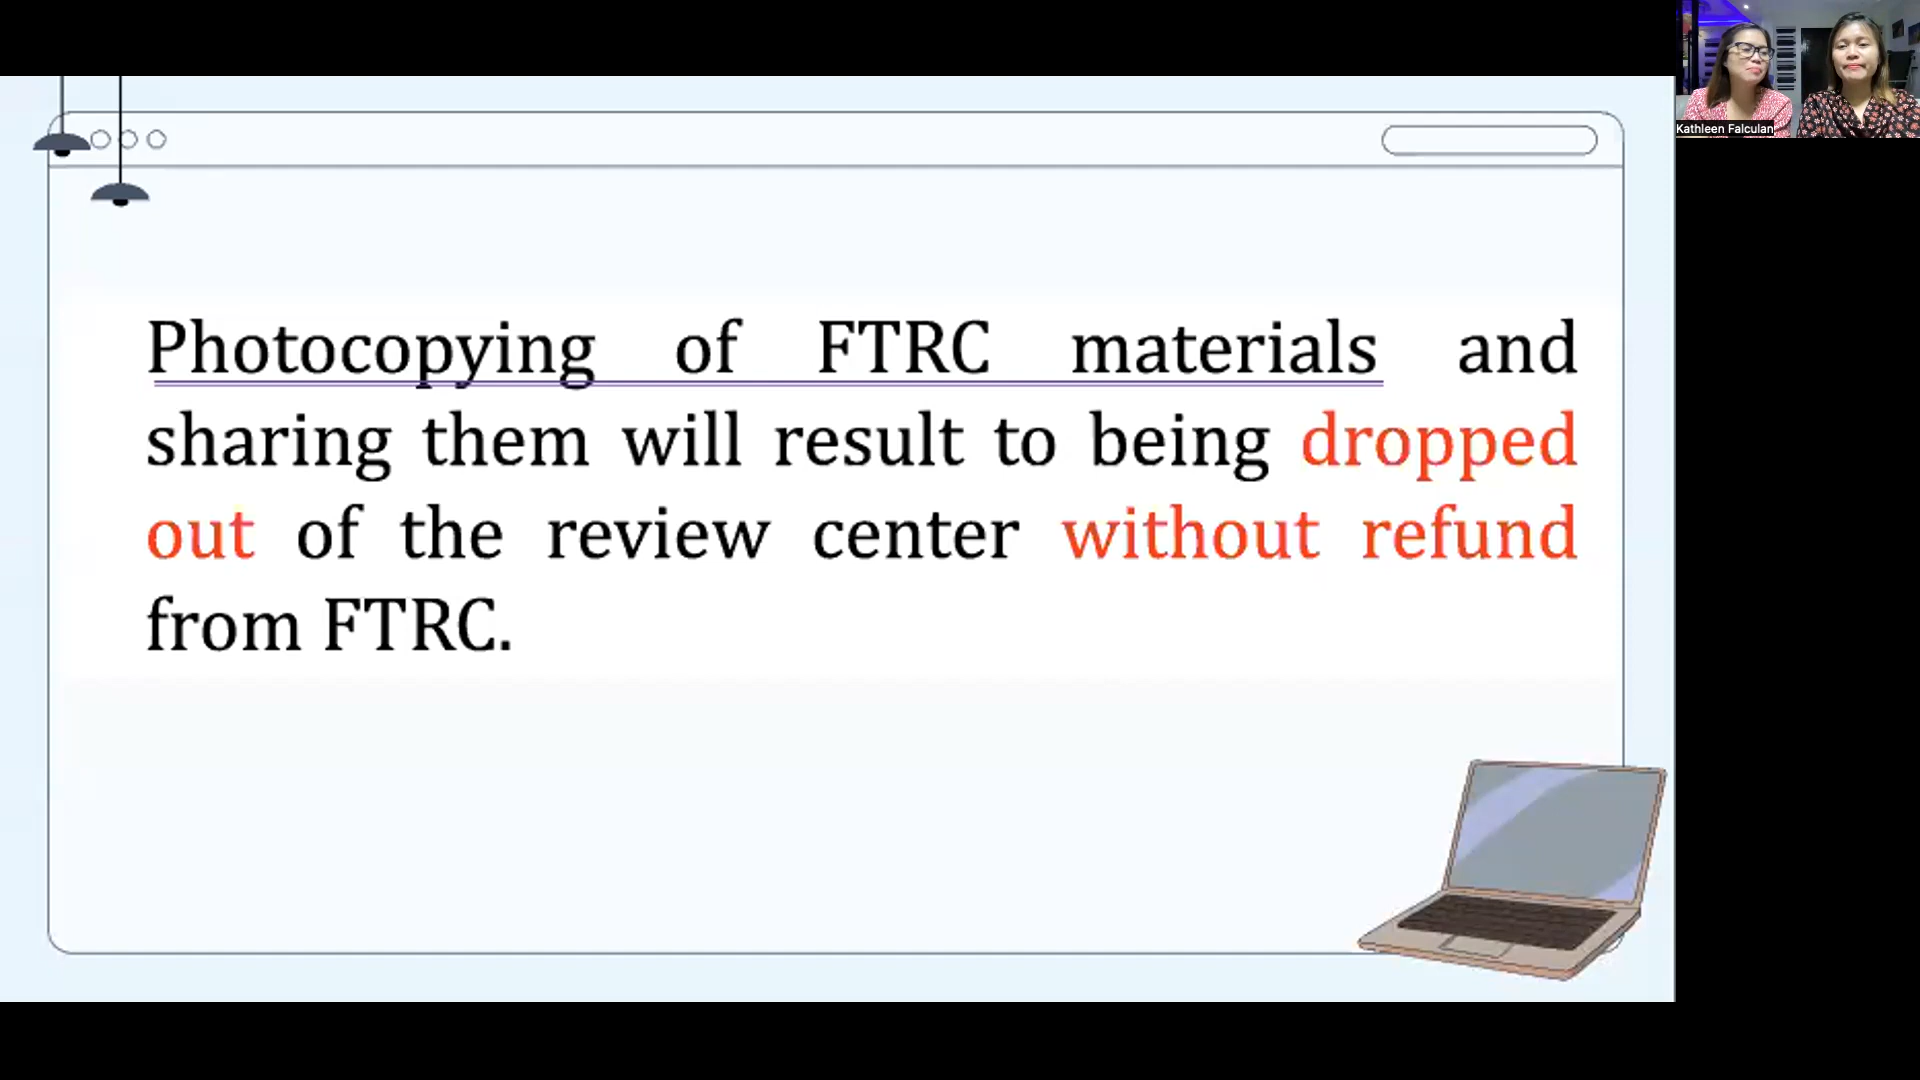 Kathleen Falculan
Photocopying of FTRC materials and
sharing them will result to being dropped
out of the review center without refund
from FTRC.